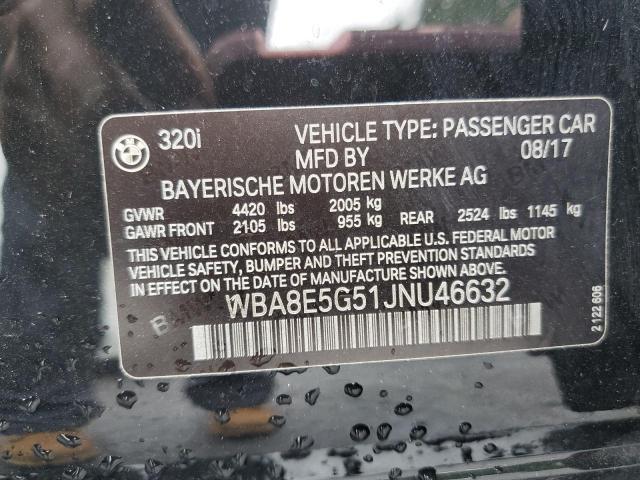 320i VEHICLE TYPE: PASSENGER CAR
MFD BY 08/17
BAYERISCHE MOTOREN WERKE AG
GVWR 4420 lbs 2005 kg
GAWR FRONT 2105 lbs 955 kg REAR 2524 lbs 1145 kg
THIS VEHICLE CONFORMS TO ALL APPLICABLE U.S. FEDERAL MOTOR
VEHICLE SAFETY, BUMPER AND THEFT PREVENTION STANDARDS
IN EFFECT ON THE DATE OF MANUFACTURE SHOWN ABOVE.
WBA8E5G51JNU46632
2 122 606